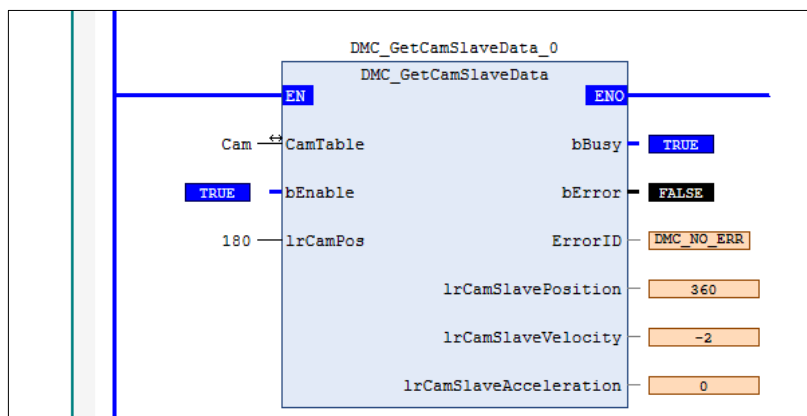 DMC_GetCamSlaveData_0
DMC_GetCamSlaveData
EN ENO
Cam CamTable bBusy TRUE
TRUE bEnable bError FALSE
180 lrCamPos ErrorID DMC_NO_ERR
lrCamSlavePosition 360
lrCamSlaveVelocity -2
lrCamSlaveAcceleration 0